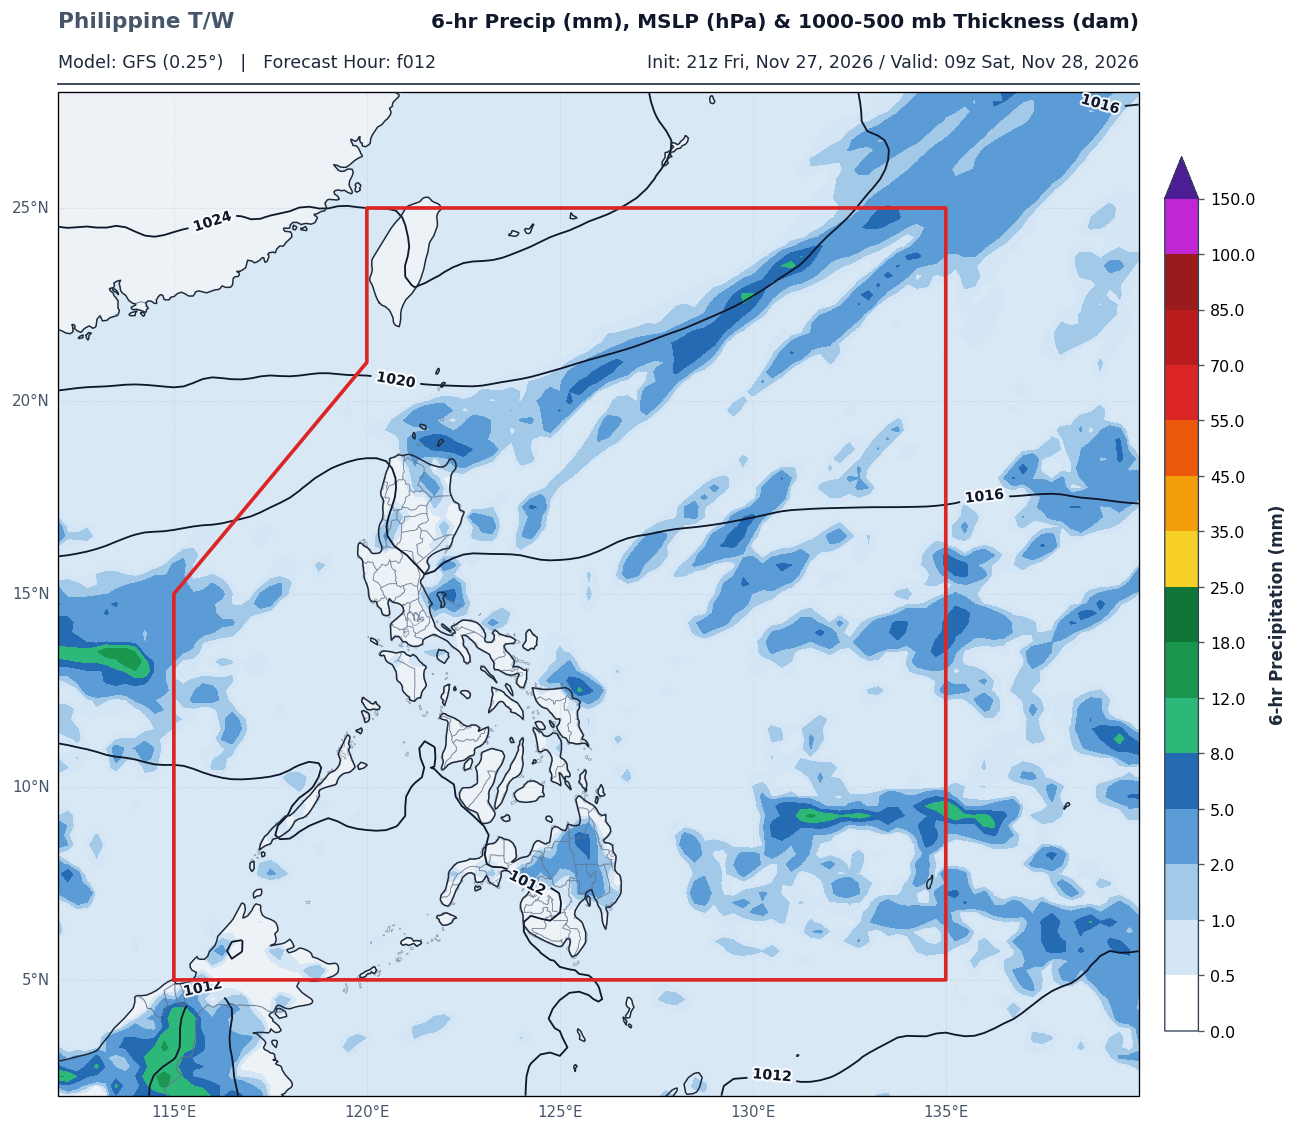 Philippine T/W
6-hr Precip (mm), MSLP (hPa) & 1000-500 mb Thickness (dam)
Model: GFS (0.25°) | Forecast Hour: f012
Init: 21z Fri, Nov 27, 2026 / Valid: 09z Sat, Nov 28, 2026
1016
1024
1020
1016
1012
1012
1012
25°N
20°N
15°N
10°N
5°N
115°E
120°E
125°E
130°E
135°E
150.0
100.0
85.0
70.0
55.0
45.0
35.0
25.0
18.0
12.0
8.0
5.0
2.0
1.0
0.5
0.0
6-hr Precipitation (mm)